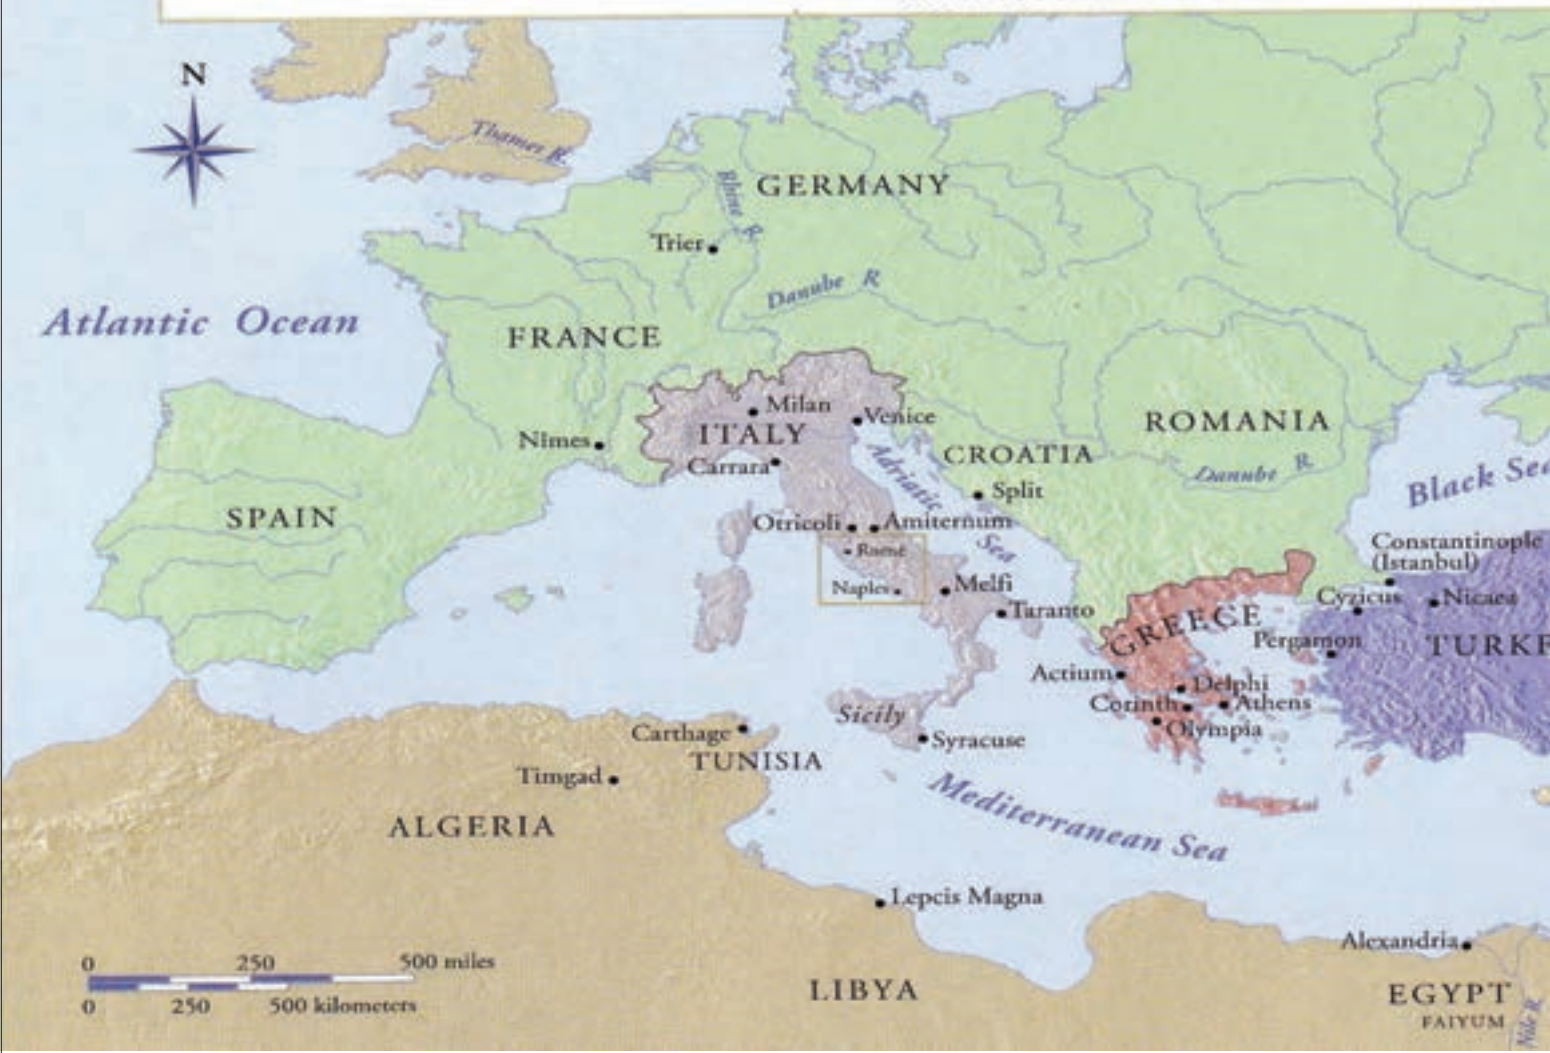 N
Thames R.
Rhine R.
GERMANY
Trier
Danube R
Atlantic Ocean
FRANCE
Milan
Venice
ITALY
Nîmes
Carrara
Adriatic Sea
CROATIA
ROMANIA
Danube R.
Split
Black Sea
SPAIN
Otricoli
Amiternum
Rome
Naples
Melfi
Taranto
Constantinople
(Istanbul)
Cyzicus
Nicaea
GREECE
Pergamon
TURKE
Actium
Delphi
Corinth
Athens
Olympia
Sicily
Syracuse
Carthage
TUNISIA
Timgad
ALGERIA
Mediterranean Sea
Lepcis Magna
Alexandria
0 250 500 miles
0 250 500 kilometers
LIBYA
EGYPT
FAIYUM
Nile R.